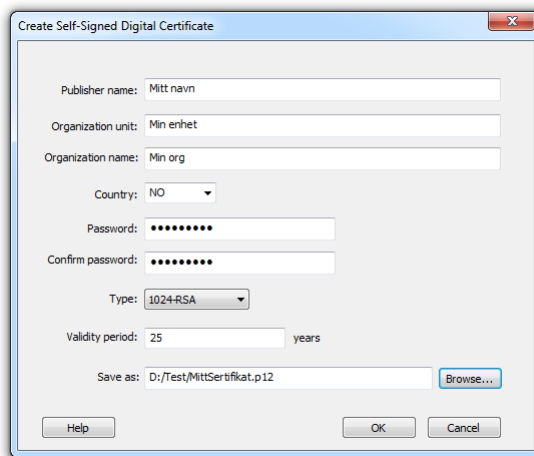 Create Self-Signed Digital Certificate
Publisher name: Mitt navn
Organization unit: Min enhet
Organization name: Min org
Country: NO
Password: •••••••••
Confirm password: •••••••••
Type: 1024-RSA
Validity period: 25 years
Save as: D:/Test/MittSertifikat.p12 Browse...
Help OK Cancel